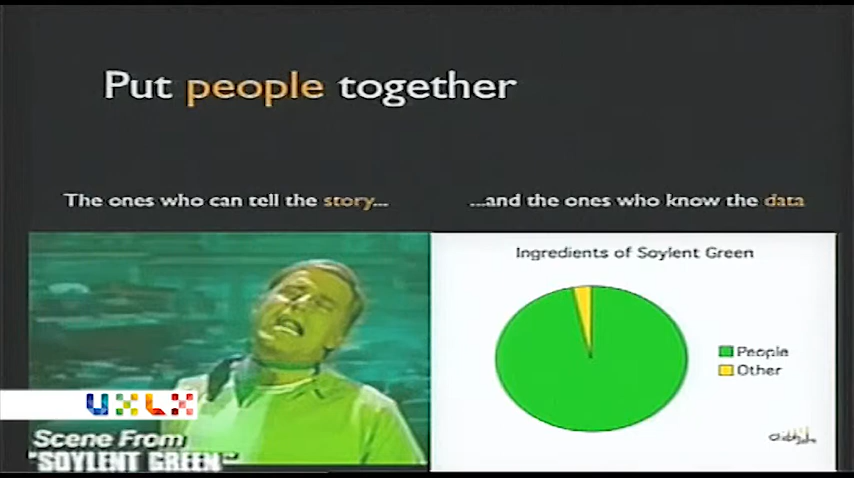 Put people together
The ones who can tell the story...
...and the ones who know the data
Ingredients of Soylent Green
People
Other
UXLX
Scene From
"SOYLENT GREEN"